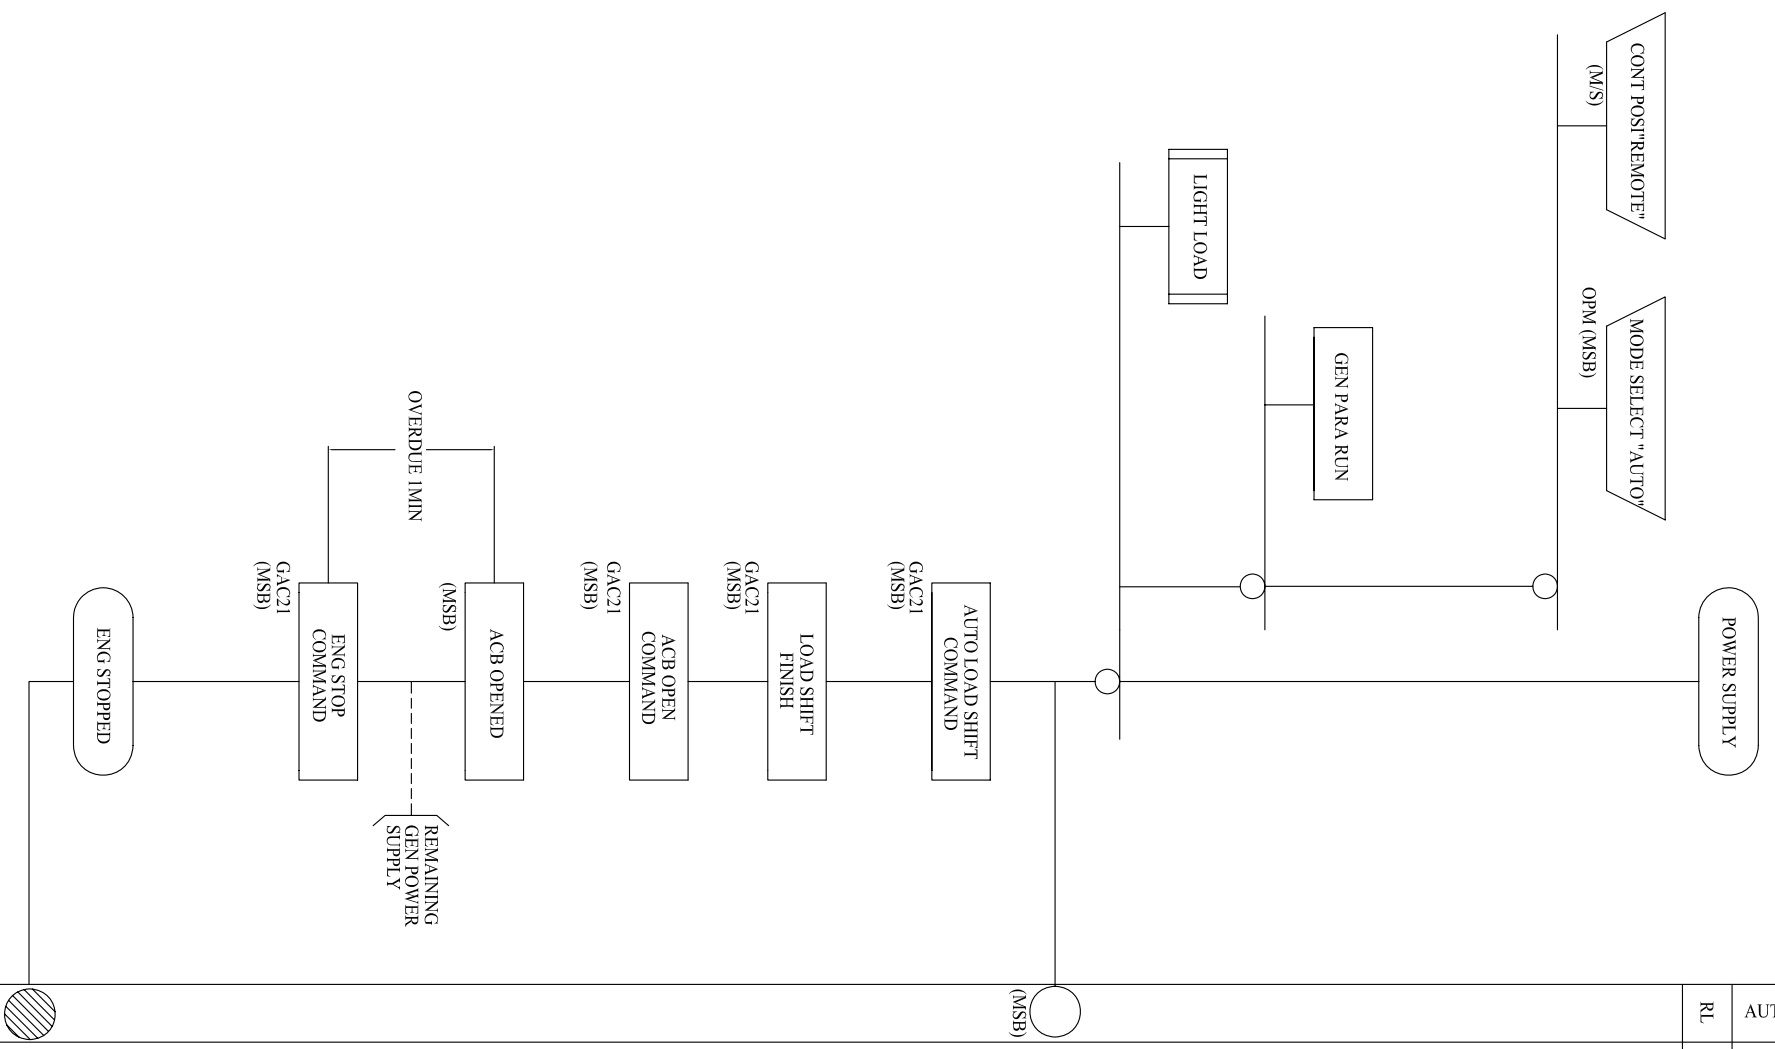 CONT POSI"REMOTE"
(M/S)
MODE SELECT "AUTO"
OPM (MSB)
POWER SUPPLY
GEN PARA RUN
LIGHT LOAD
AUTO LOAD SHIFT
COMMAND
GAC21
(MSB)
LOAD SHIFT
FINISH
GAC21
(MSB)
ACB OPEN
COMMAND
GAC21
(MSB)
ACB OPENED
(MSB)
OVERDUE 1MIN
REMAINING
GEN POWER
SUPPLY
ENG STOP
COMMAND
GAC21
(MSB)
ENG STOPPED
AUT
RL
(MSB)